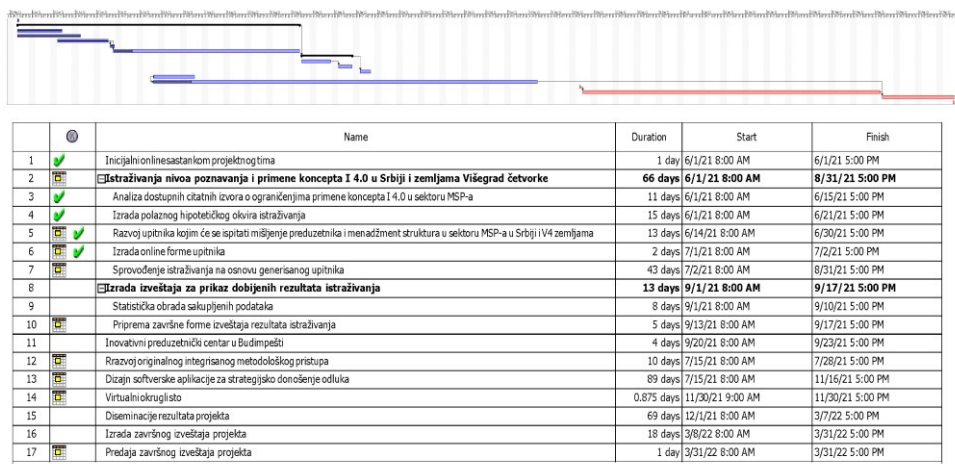 Name Duration Start Finish
1 Inicijalnionlinesastankom projektnogtima 1 day 6/1/21 8:00 AM 6/1/21 5:00 PM
2 Istraživanja nivoa poznavanja i primene koncepta I 4.0 u Srbiji i zemljama Višegrad četvorke 66 days 6/1/21 8:00 AM 8/31/21 5:00 PM
3 Analiza dostupnih citatnih izvora o ograničenjima primene koncepta I 4.0 u sektoru MSP-a 11 days 6/1/21 8:00 AM 6/15/21 5:00 PM
4 Izrada polaznog hipotetičkog okvira istraživanja 15 days 6/1/21 8:00 AM 6/21/21 5:00 PM
5 Razvoj upitnika kojim će se ispitati mišljenje preduzetnika i menadžment struktura u sektoru MSP-a u Srbiji i V4 zemljama 13 days 6/14/21 8:00 AM 6/30/21 5:00 PM
6 Izrada online forme upitnika 2 days 7/1/21 8:00 AM 7/2/21 5:00 PM
7 Sprovođenje istraživanja na osnovu generisanog upitnika 43 days 7/2/21 8:00 AM 8/31/21 5:00 PM
8 Izrada izveštaja za prikaz dobijenih rezultata istraživanja 13 days 9/1/21 8:00 AM 9/17/21 5:00 PM
9 Statistička obrada sakupljenih podataka 8 days 9/1/21 8:00 AM 9/10/21 5:00 PM
10 Priprema završne forme izveštaja rezultata istraživanja 5 days 9/13/21 8:00 AM 9/17/21 5:00 PM
11 Inovativni preduzetnički centar u Budimpešti 4 days 9/20/21 8:00 AM 9/23/21 5:00 PM
12 Rrazvojoriginalnog integrisanog metodološkog pristupa 10 days 7/15/21 8:00 AM 7/28/21 5:00 PM
13 Dizajn softverske aplikacije za strategijsko donošenje odluka 89 days 7/15/21 8:00 AM 11/16/21 5:00 PM
14 Virtualniokruglisto 0.875 days 11/30/21 9:00 AM 11/30/21 5:00 PM
15 Diseminacije rezultata projekta 69 days 12/1/21 8:00 AM 3/7/22 5:00 PM
16 Izrada završnog izveštaja projekta 18 days 3/8/22 8:00 AM 3/31/22 5:00 PM
17 Predaja završnog izveštaja projekta 1 day 3/31/22 8:00 AM 3/31/22 5:00 PM